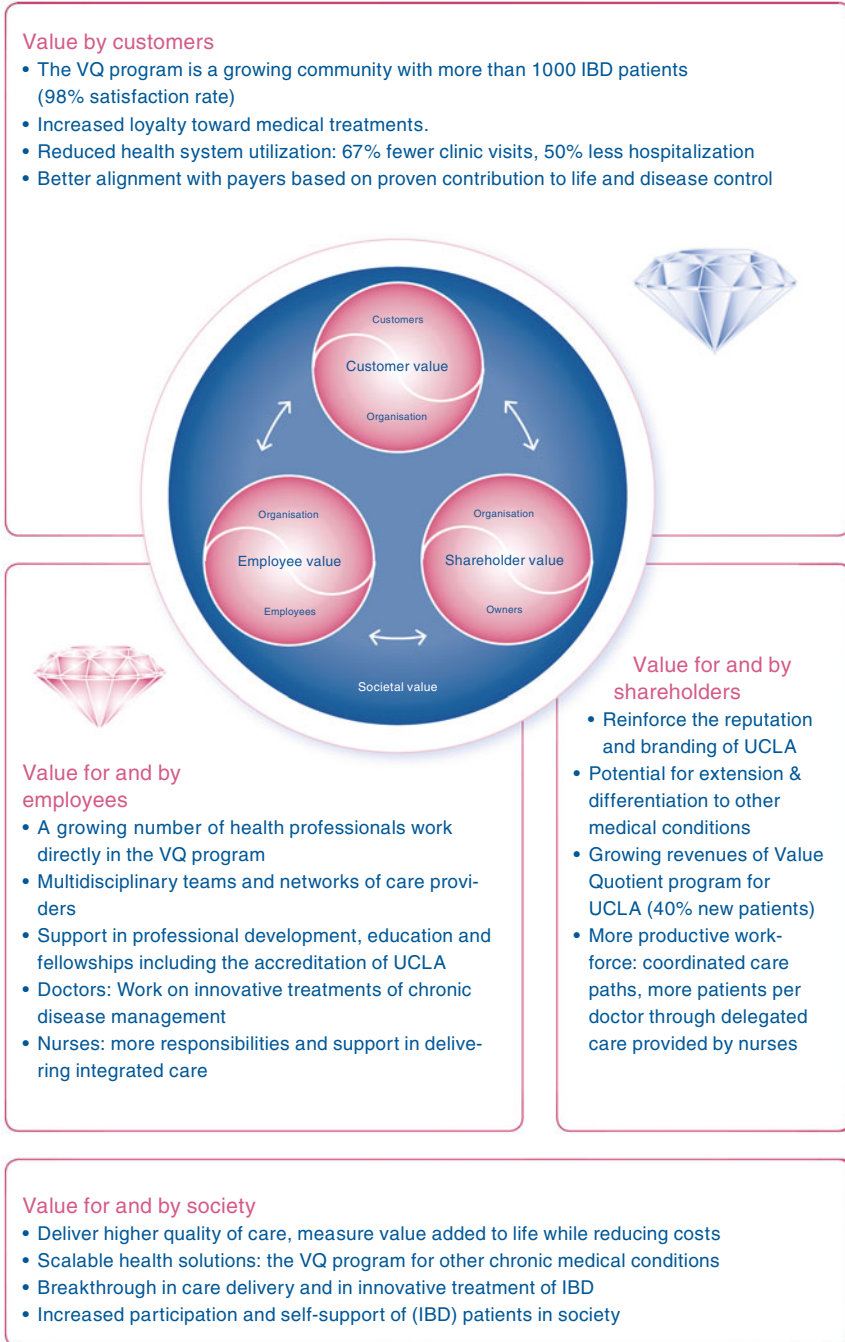 Value by customers
• The VQ program is a growing community with more than 1000 IBD patients
(98% satisfaction rate)
• Increased loyalty toward medical treatments.
• Reduced health system utilization: 67% fewer clinic visits, 50% less hospitalization
• Better alignment with payers based on proven contribution to life and disease control
Customers
Customer value
Organisation
Organisation
Employee value
Employees
Organisation
Shareholder value
Owners
Societal value
Value for and by
employees
• A growing number of health professionals work
directly in the VQ program
• Multidisciplinary teams and networks of care provi-
ders
• Support in professional development, education and
fellowships including the accreditation of UCLA
• Doctors: Work on innovative treatments of chronic
disease management
• Nurses: more responsibilities and support in delive-
ring integrated care
Value for and by
shareholders
• Reinforce the reputation
and branding of UCLA
• Potential for extension &
differentiation to other
medical conditions
• Growing revenues of Value
Quotient program for
UCLA (40% new patients)
• More productive work-
force: coordinated care
paths, more patients per
doctor through delegated
care provided by nurses
Value for and by society
• Deliver higher quality of care, measure value added to life while reducing costs
• Scalable health solutions: the VQ program for other chronic medical conditions
• Breakthrough in care delivery and in innovative treatment of IBD
• Increased participation and self-support of (IBD) patients in society